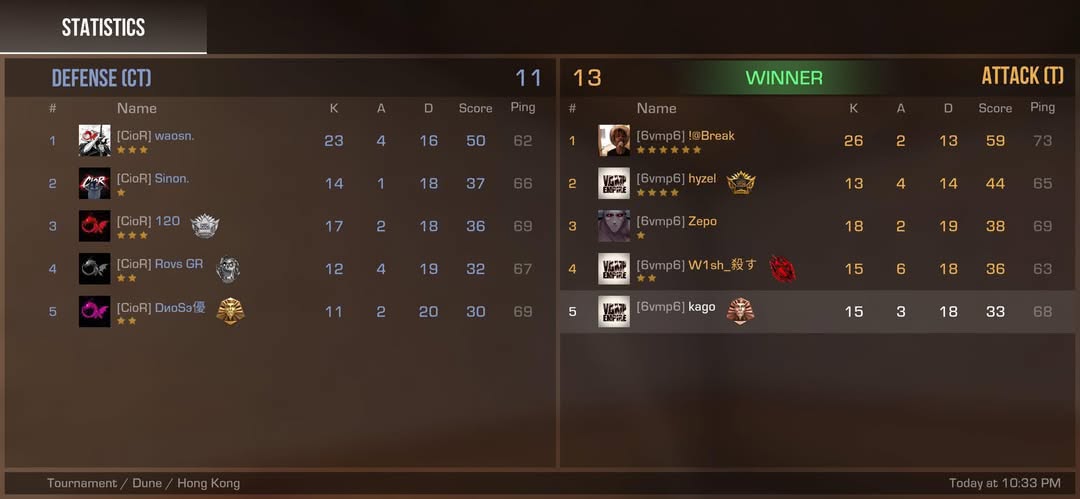 STATISTICS
DEFENSE (CT) 11
# Name K A D Score Ping
1 [CioR] waosn. 23 4 16 50 62
2 [CioR] Sinon. 14 1 18 37 66
3 [CioR] 120 17 2 18 36 69
4 [CioR] Rovs GR 12 4 19 32 67
5 [CioR] DиoSэ優 11 2 20 30 69
13 WINNER ATTACK (T)
# Name K A D Score Ping
1 [6vmp6] !@Break 26 2 13 59 73
2 [6vmp6] hyzel 13 4 14 44 65
3 [6vmp6] Zepo 18 2 19 38 69
4 [6vmp6] W1sh_殺す 15 6 18 36 63
5 [6vmp6] kago 15 3 18 33 68
Tournament / Dune / Hong Kong
Today at 10:33 PM